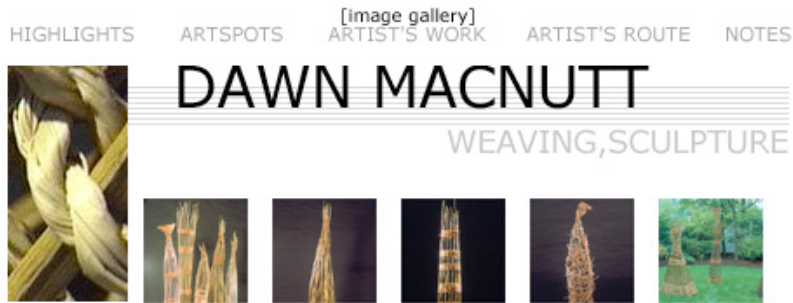 [image gallery]
HIGHLIGHTS ARTSPOTS ARTIST'S WORK ARTIST'S ROUTE NOTES
DAWN MACNUTT
WEAVING,SCULPTURE